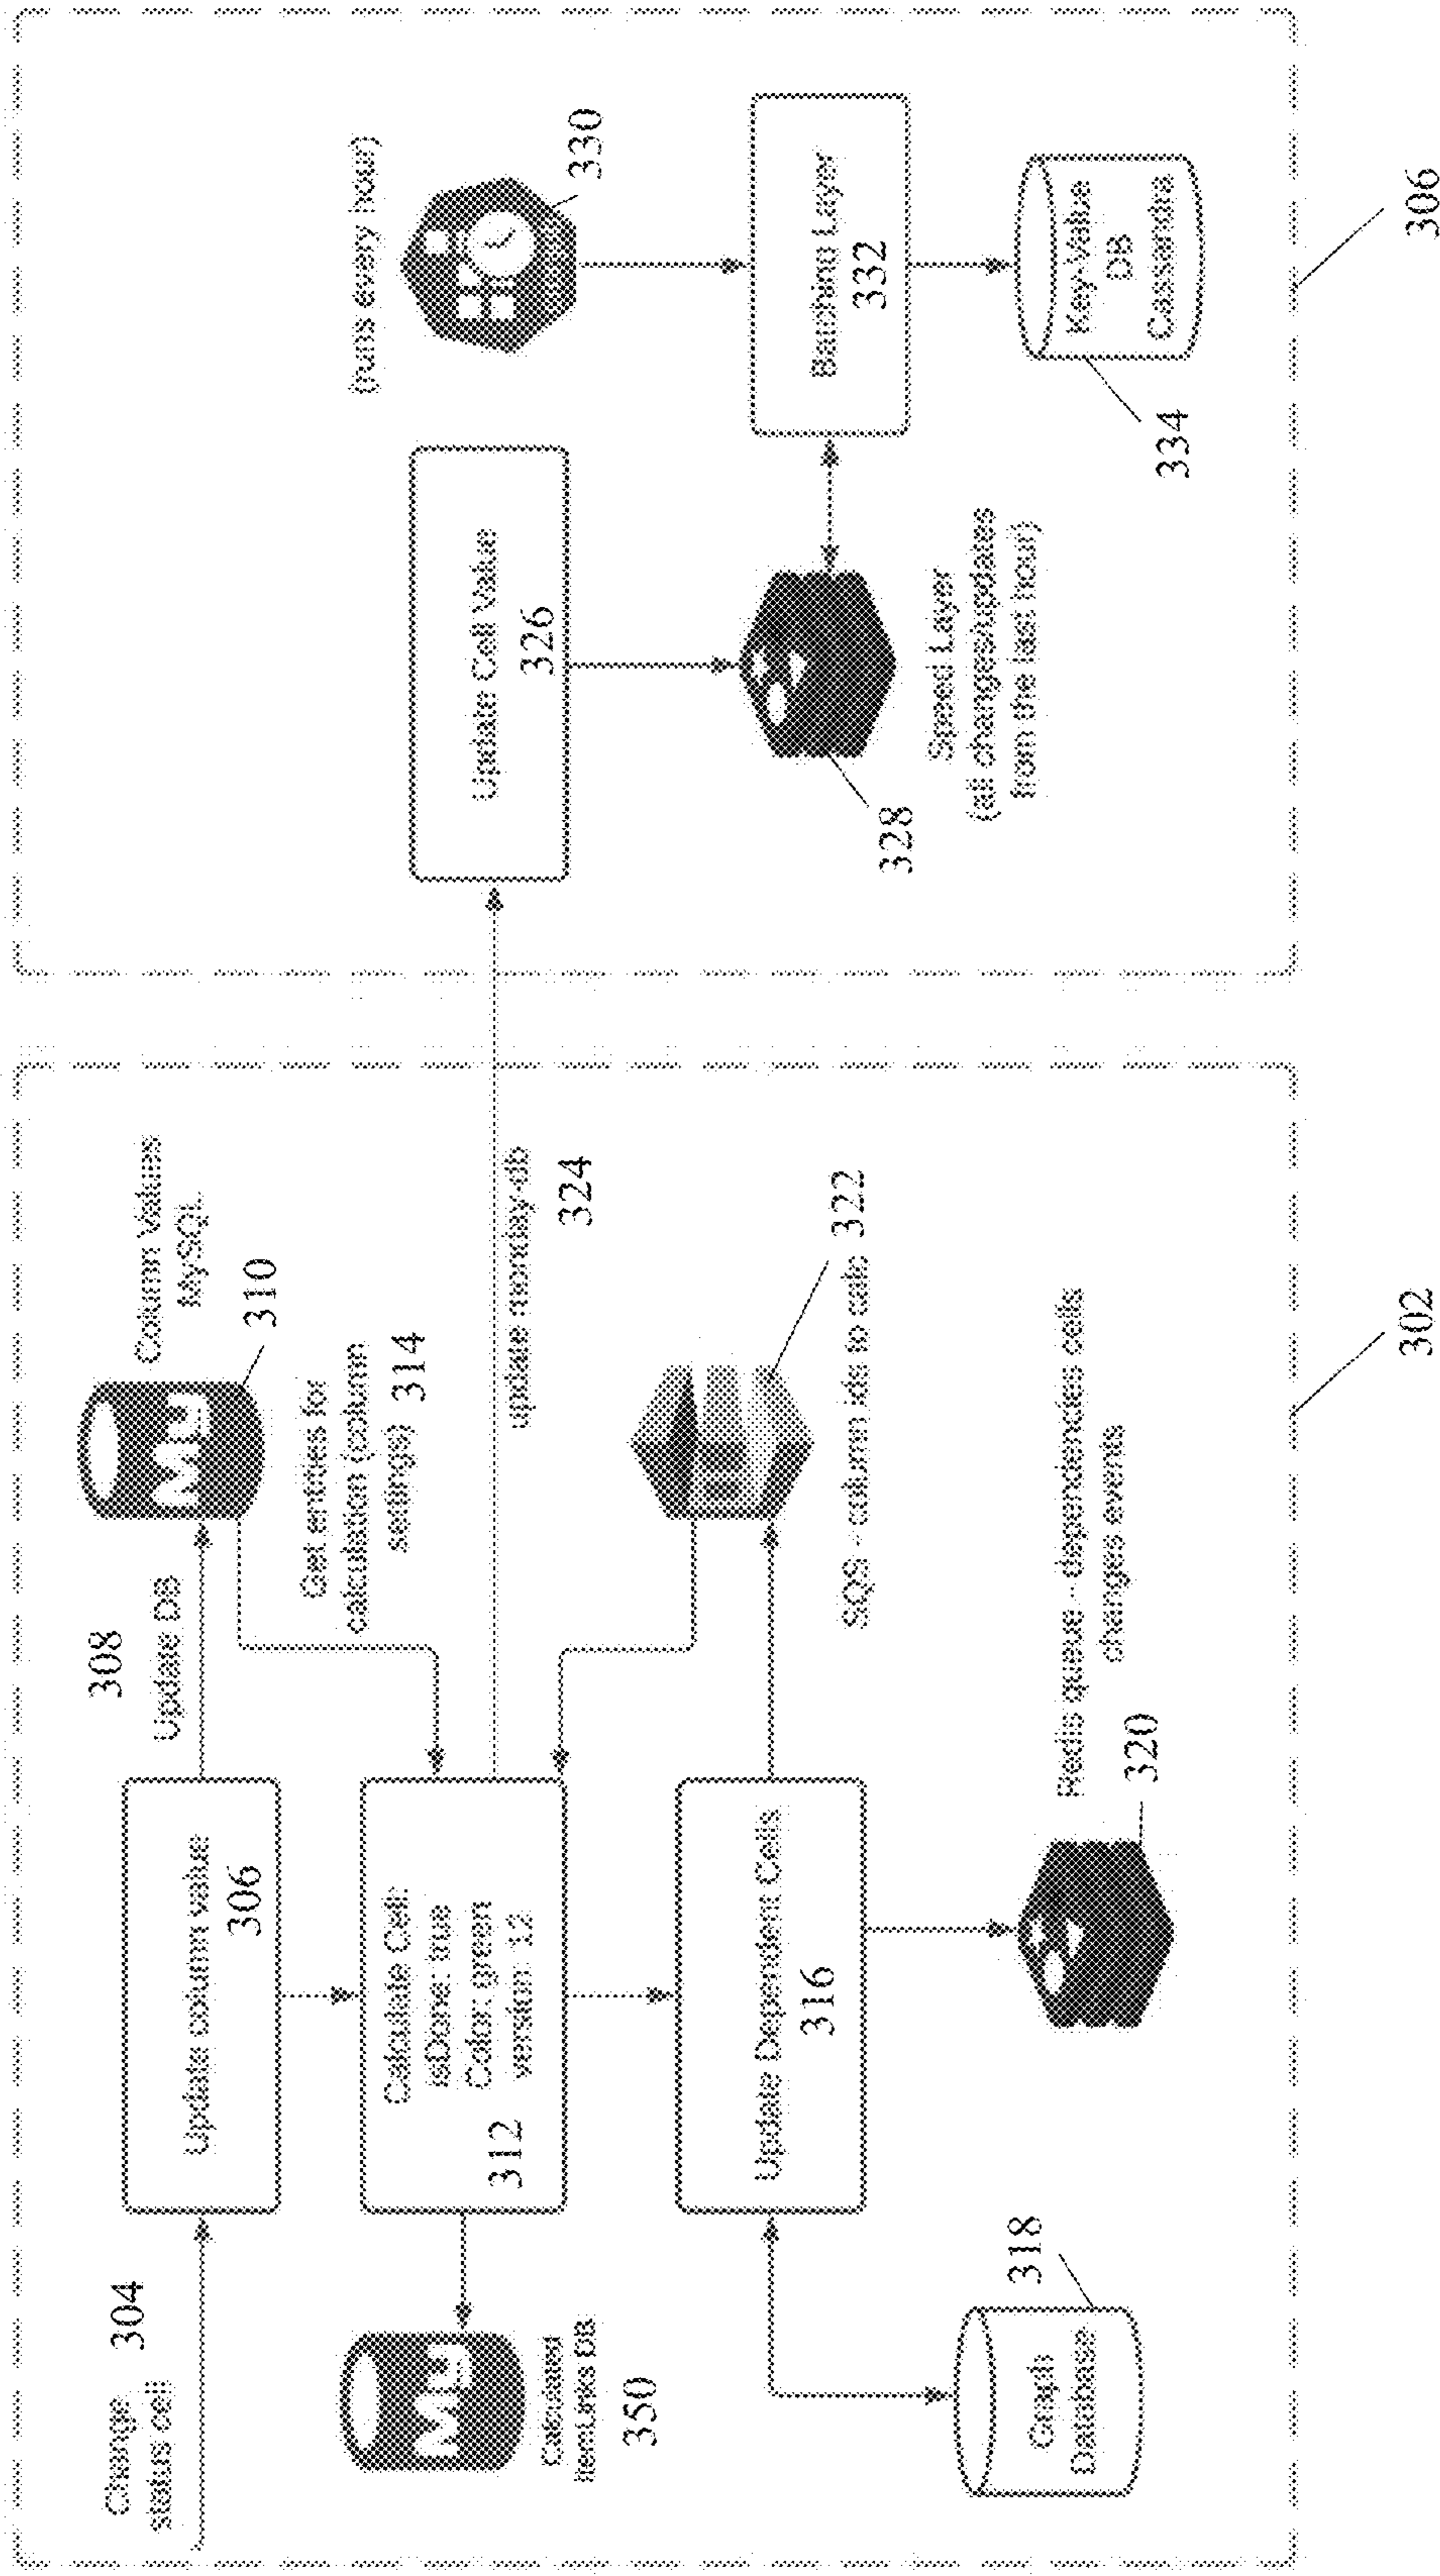 Change
status cell
304
Update column value
306
308
Update DB
Column Values
MySQL
310
Calculated
ItemLinks DB
350
Calculate Cell:
isDone: true
Color: green
version: 12
312
Get entities for
calculation (column
settings)
314
update monday-db
324
Graph
Database
318
Update Dependent Cells
316
SQS - column ids to calc
322
Redis queue - dependencies cells
changes events
320
302
Update Cell Value
326
(runs every hour)
330
328
Speed Layer
(all changes/updates
from the last hour)
Batching Layer
332
Key-Value
DB
Cassandra
334
306